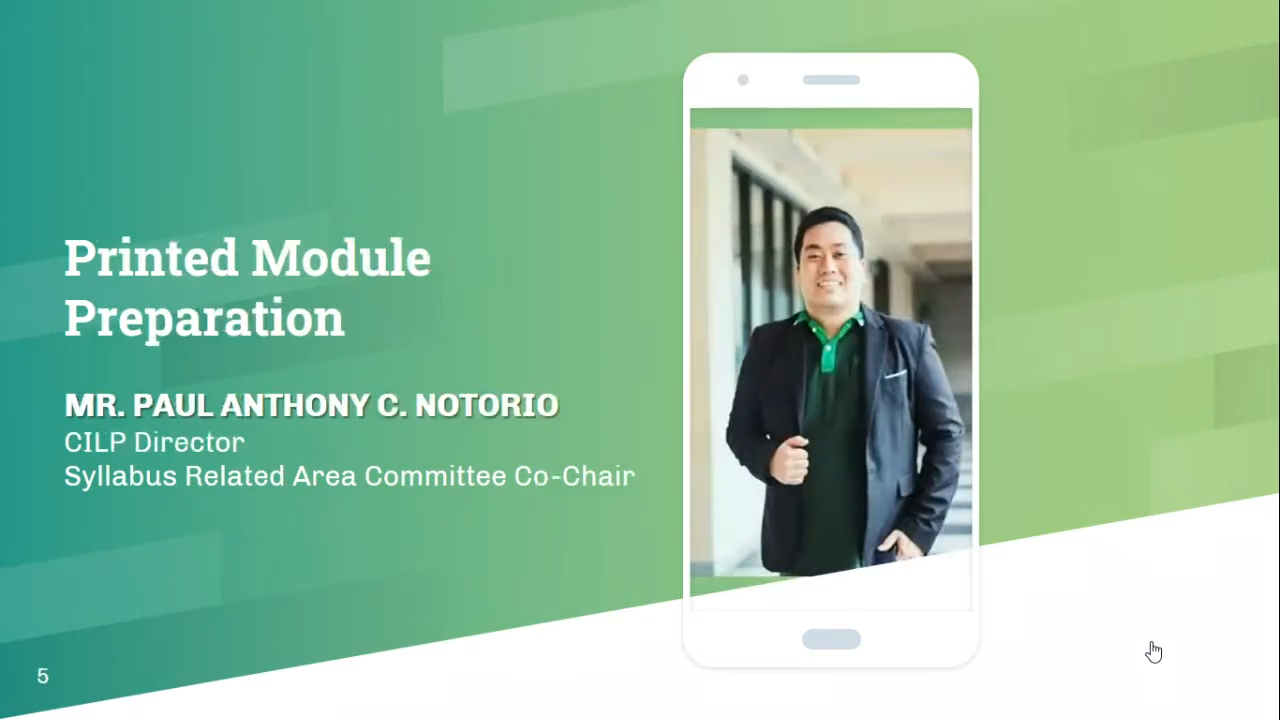 Printed Module
Preparation
MR. PAUL ANTHONY C. NOTORIO
CILP Director
Syllabus Related Area Committee Co-Chair
5